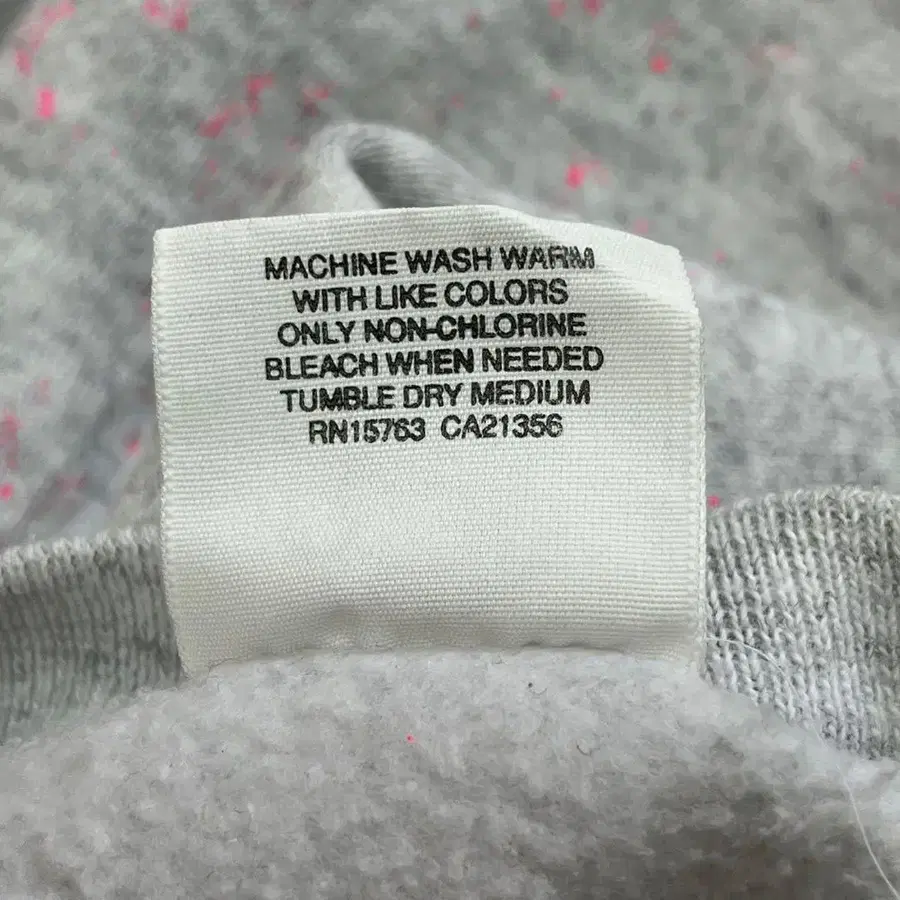 MACHINE WASH WARM
WITH LIKE COLORS
ONLY NON-CHLORINE
BLEACH WHEN NEEDED
TUMBLE DRY MEDIUM
RN15763 CA21356